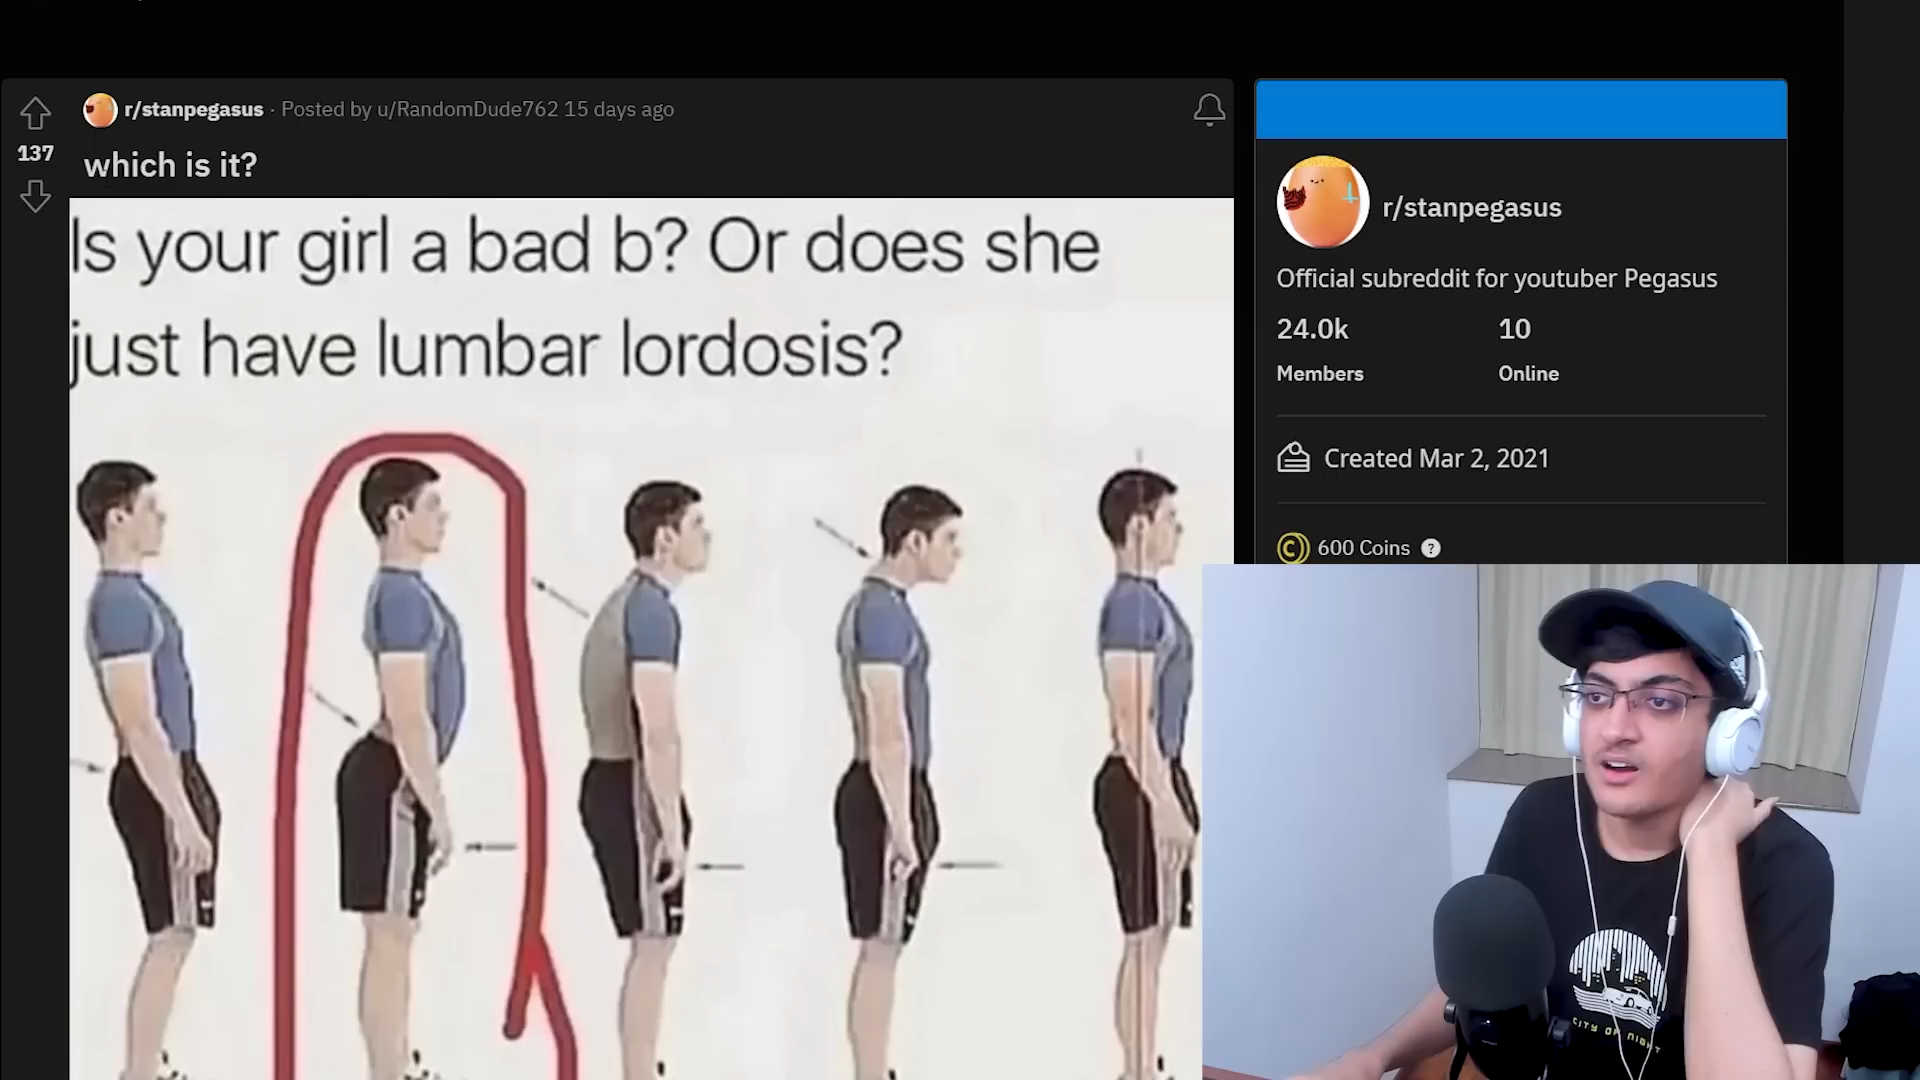 r/stanpegasus · Posted by u/RandomDude762 15 days ago
137
which is it?
Is your girl a bad b? Or does she
just have lumbar lordosis?
r/stanpegasus
Official subreddit for youtuber Pegasus
24.0k 10
Members Online
Created Mar 2, 2021
600 Coins ?
CITY OF NIGHT